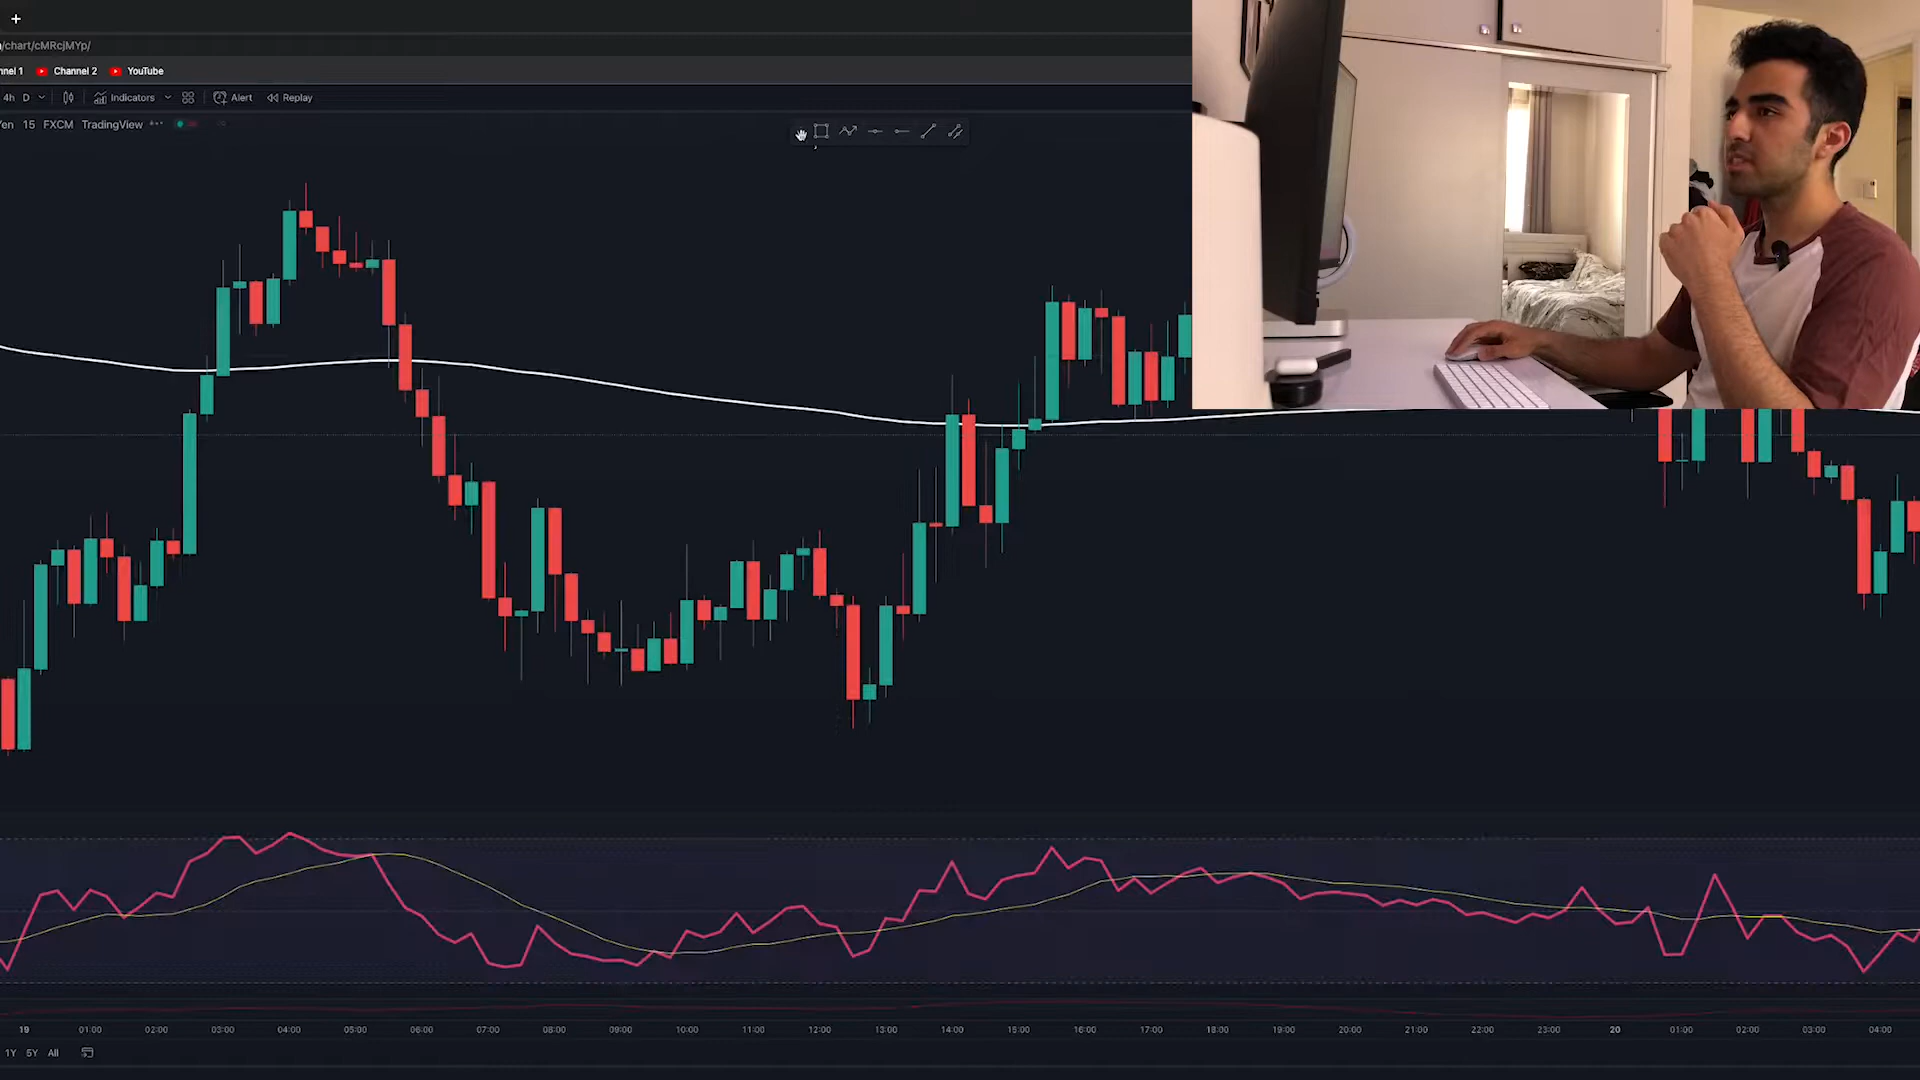 /chart/cMRcjMYp/
nnel 1 Channel 2 YouTube
4h D Indicators Alert Replay
Yen 15 FXCM TradingView
19 01:00 02:00 03:00 04:00 05:00 06:00 07:00 08:00 09:00 10:00 11:00 12:00 13:00 14:00 15:00 16:00 17:00 18:00 19:00 20:00 21:00 22:00 23:00 20 01:00 02:00 03:00 04:00
1Y 5Y All